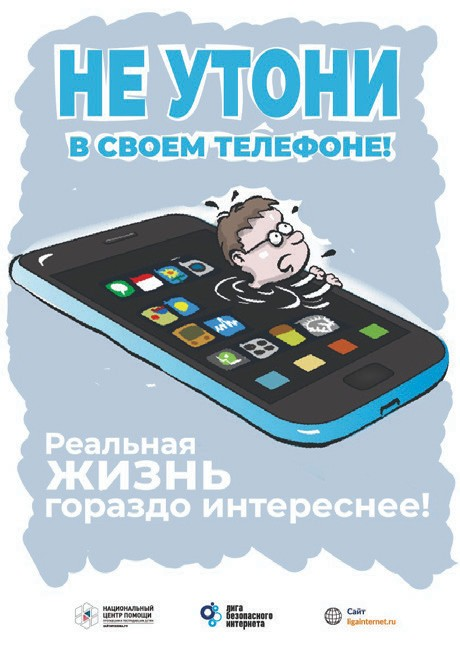 НЕ УТОНИ
В СВОЕМ ТЕЛЕФОНЕ!
Реальная
ЖИЗНЬ
гораздо интереснее!
НАЦИОНАЛЬНЫЙ
ЦЕНТР ПОМОЩИ
лига
безопасного
интернета
Сайт
ligainternet.ru